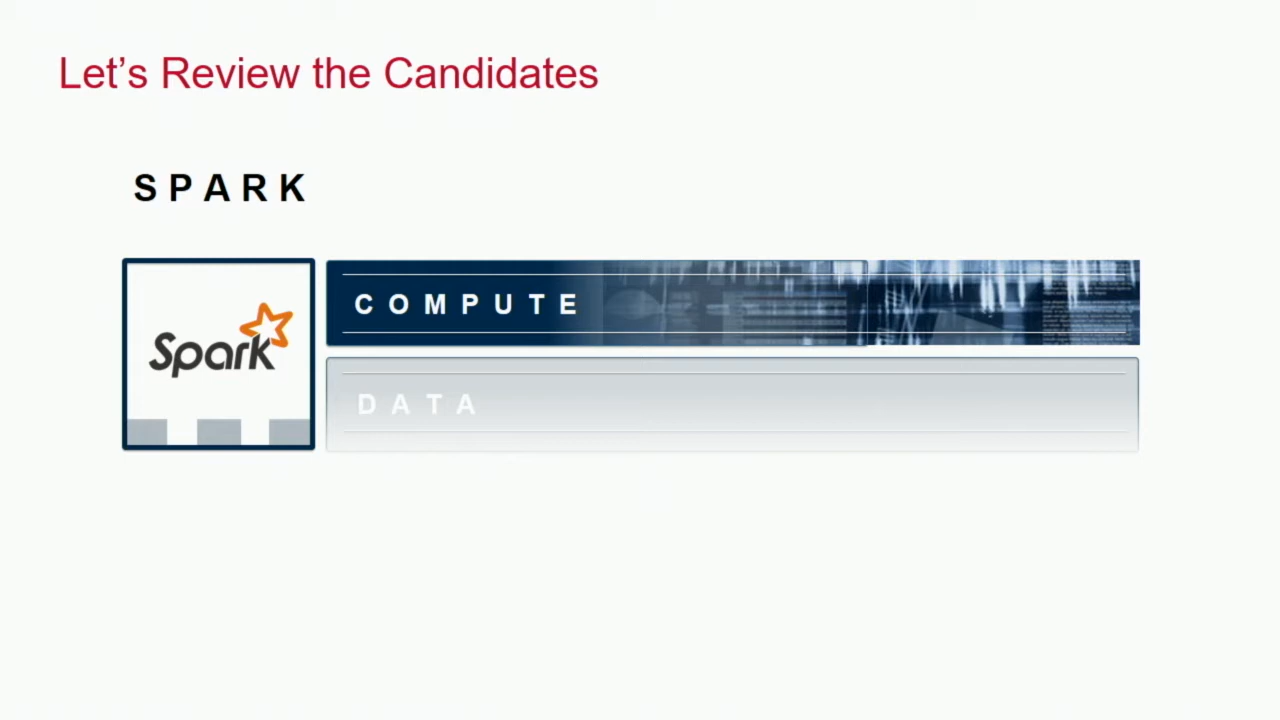 Let's Review the Candidates
SPARK
Spark
COMPUTE
DATA